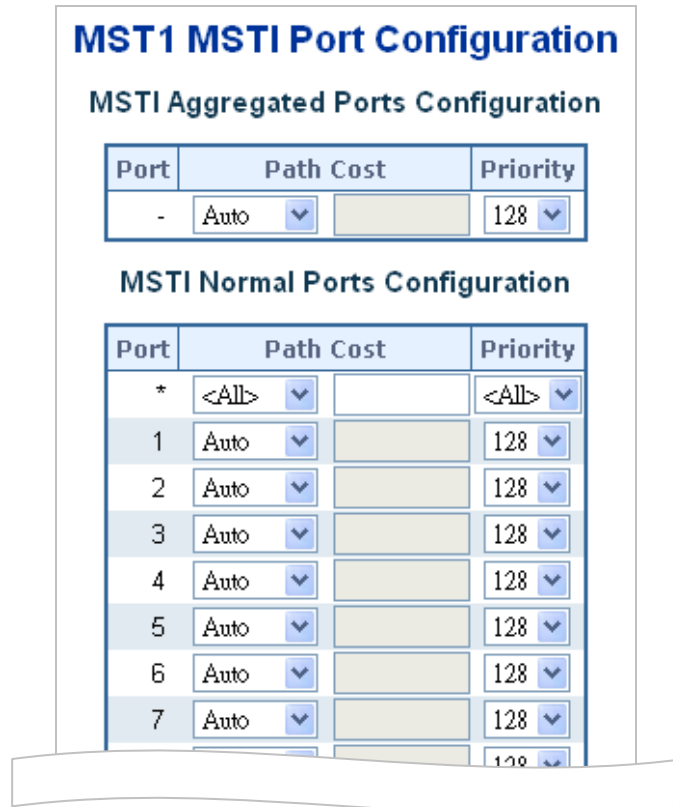 MST1 MSTI Port Configuration
MSTI Aggregated Ports Configuration
Port Path Cost Priority
- Auto 128
MSTI Normal Ports Configuration
Port Path Cost Priority
* <All> <All>
1 Auto 128
2 Auto 128
3 Auto 128
4 Auto 128
5 Auto 128
6 Auto 128
7 Auto 128